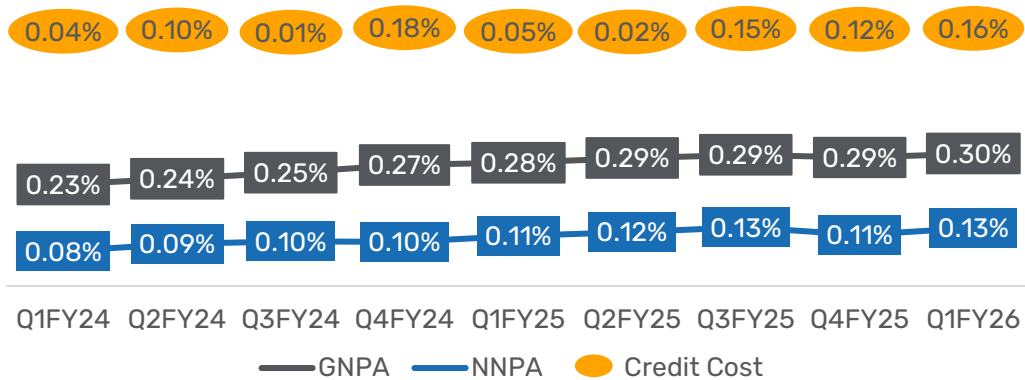 0.04% 0.10% 0.01% 0.18% 0.05% 0.02% 0.15% 0.12% 0.16%
0.23% 0.24% 0.25% 0.27% 0.28% 0.29% 0.29% 0.29% 0.30%
0.08% 0.09% 0.10% 0.10% 0.11% 0.12% 0.13% 0.11% 0.13%
Q1FY24 Q2FY24 Q3FY24 Q4FY24 Q1FY25 Q2FY25 Q3FY25 Q4FY25 Q1FY26
GNPA NNPA Credit Cost